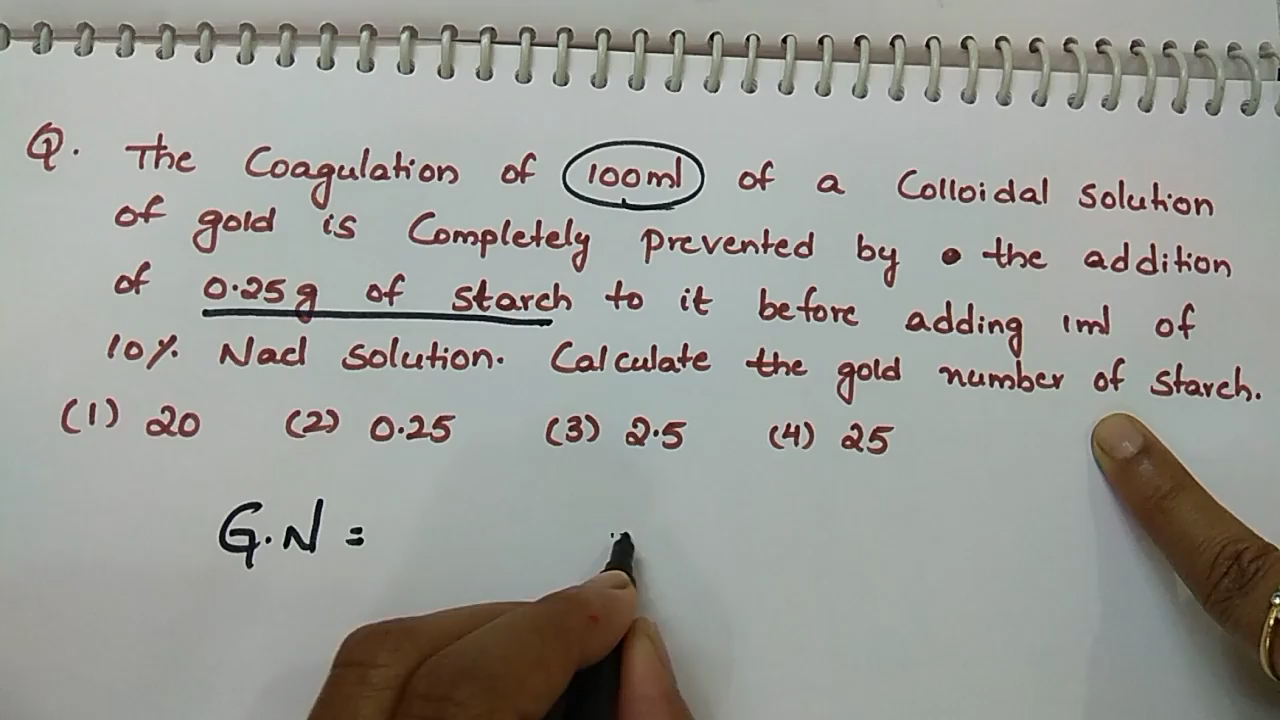 Q. The Coagulation of 100ml of a Colloidal solution
of gold is Completely prevented by the addition
of 0.25g of starch to it before adding 1ml of
10% Nacl solution. Calculate the gold number of starch.
(1) 20 (2) 0.25 (3) 2.5 (4) 25
G.N =